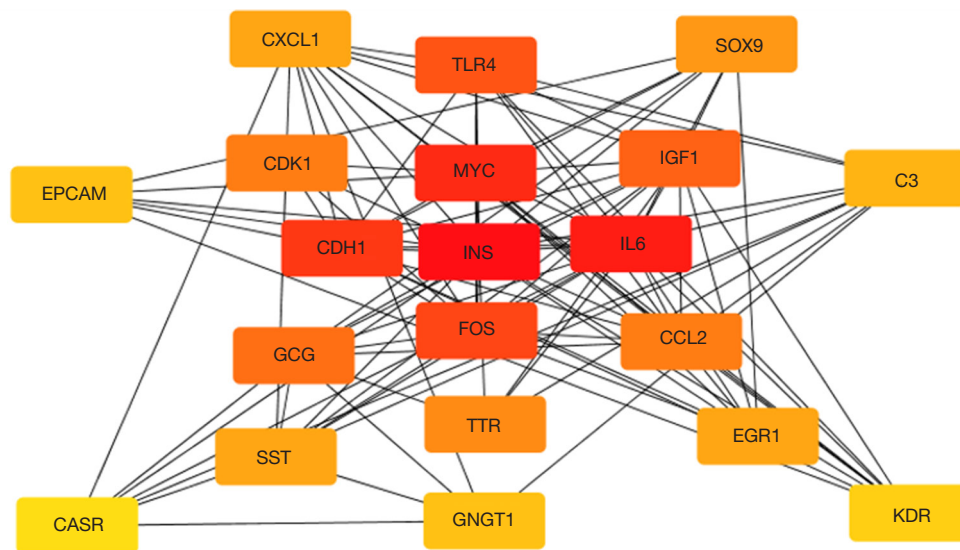 CXCL1
TLR4
SOX9
CDK1
MYC
IGF1
EPCAM
C3
CDH1
INS
IL6
GCG
FOS
CCL2
SST
TTR
EGR1
CASR
GNGT1
KDR